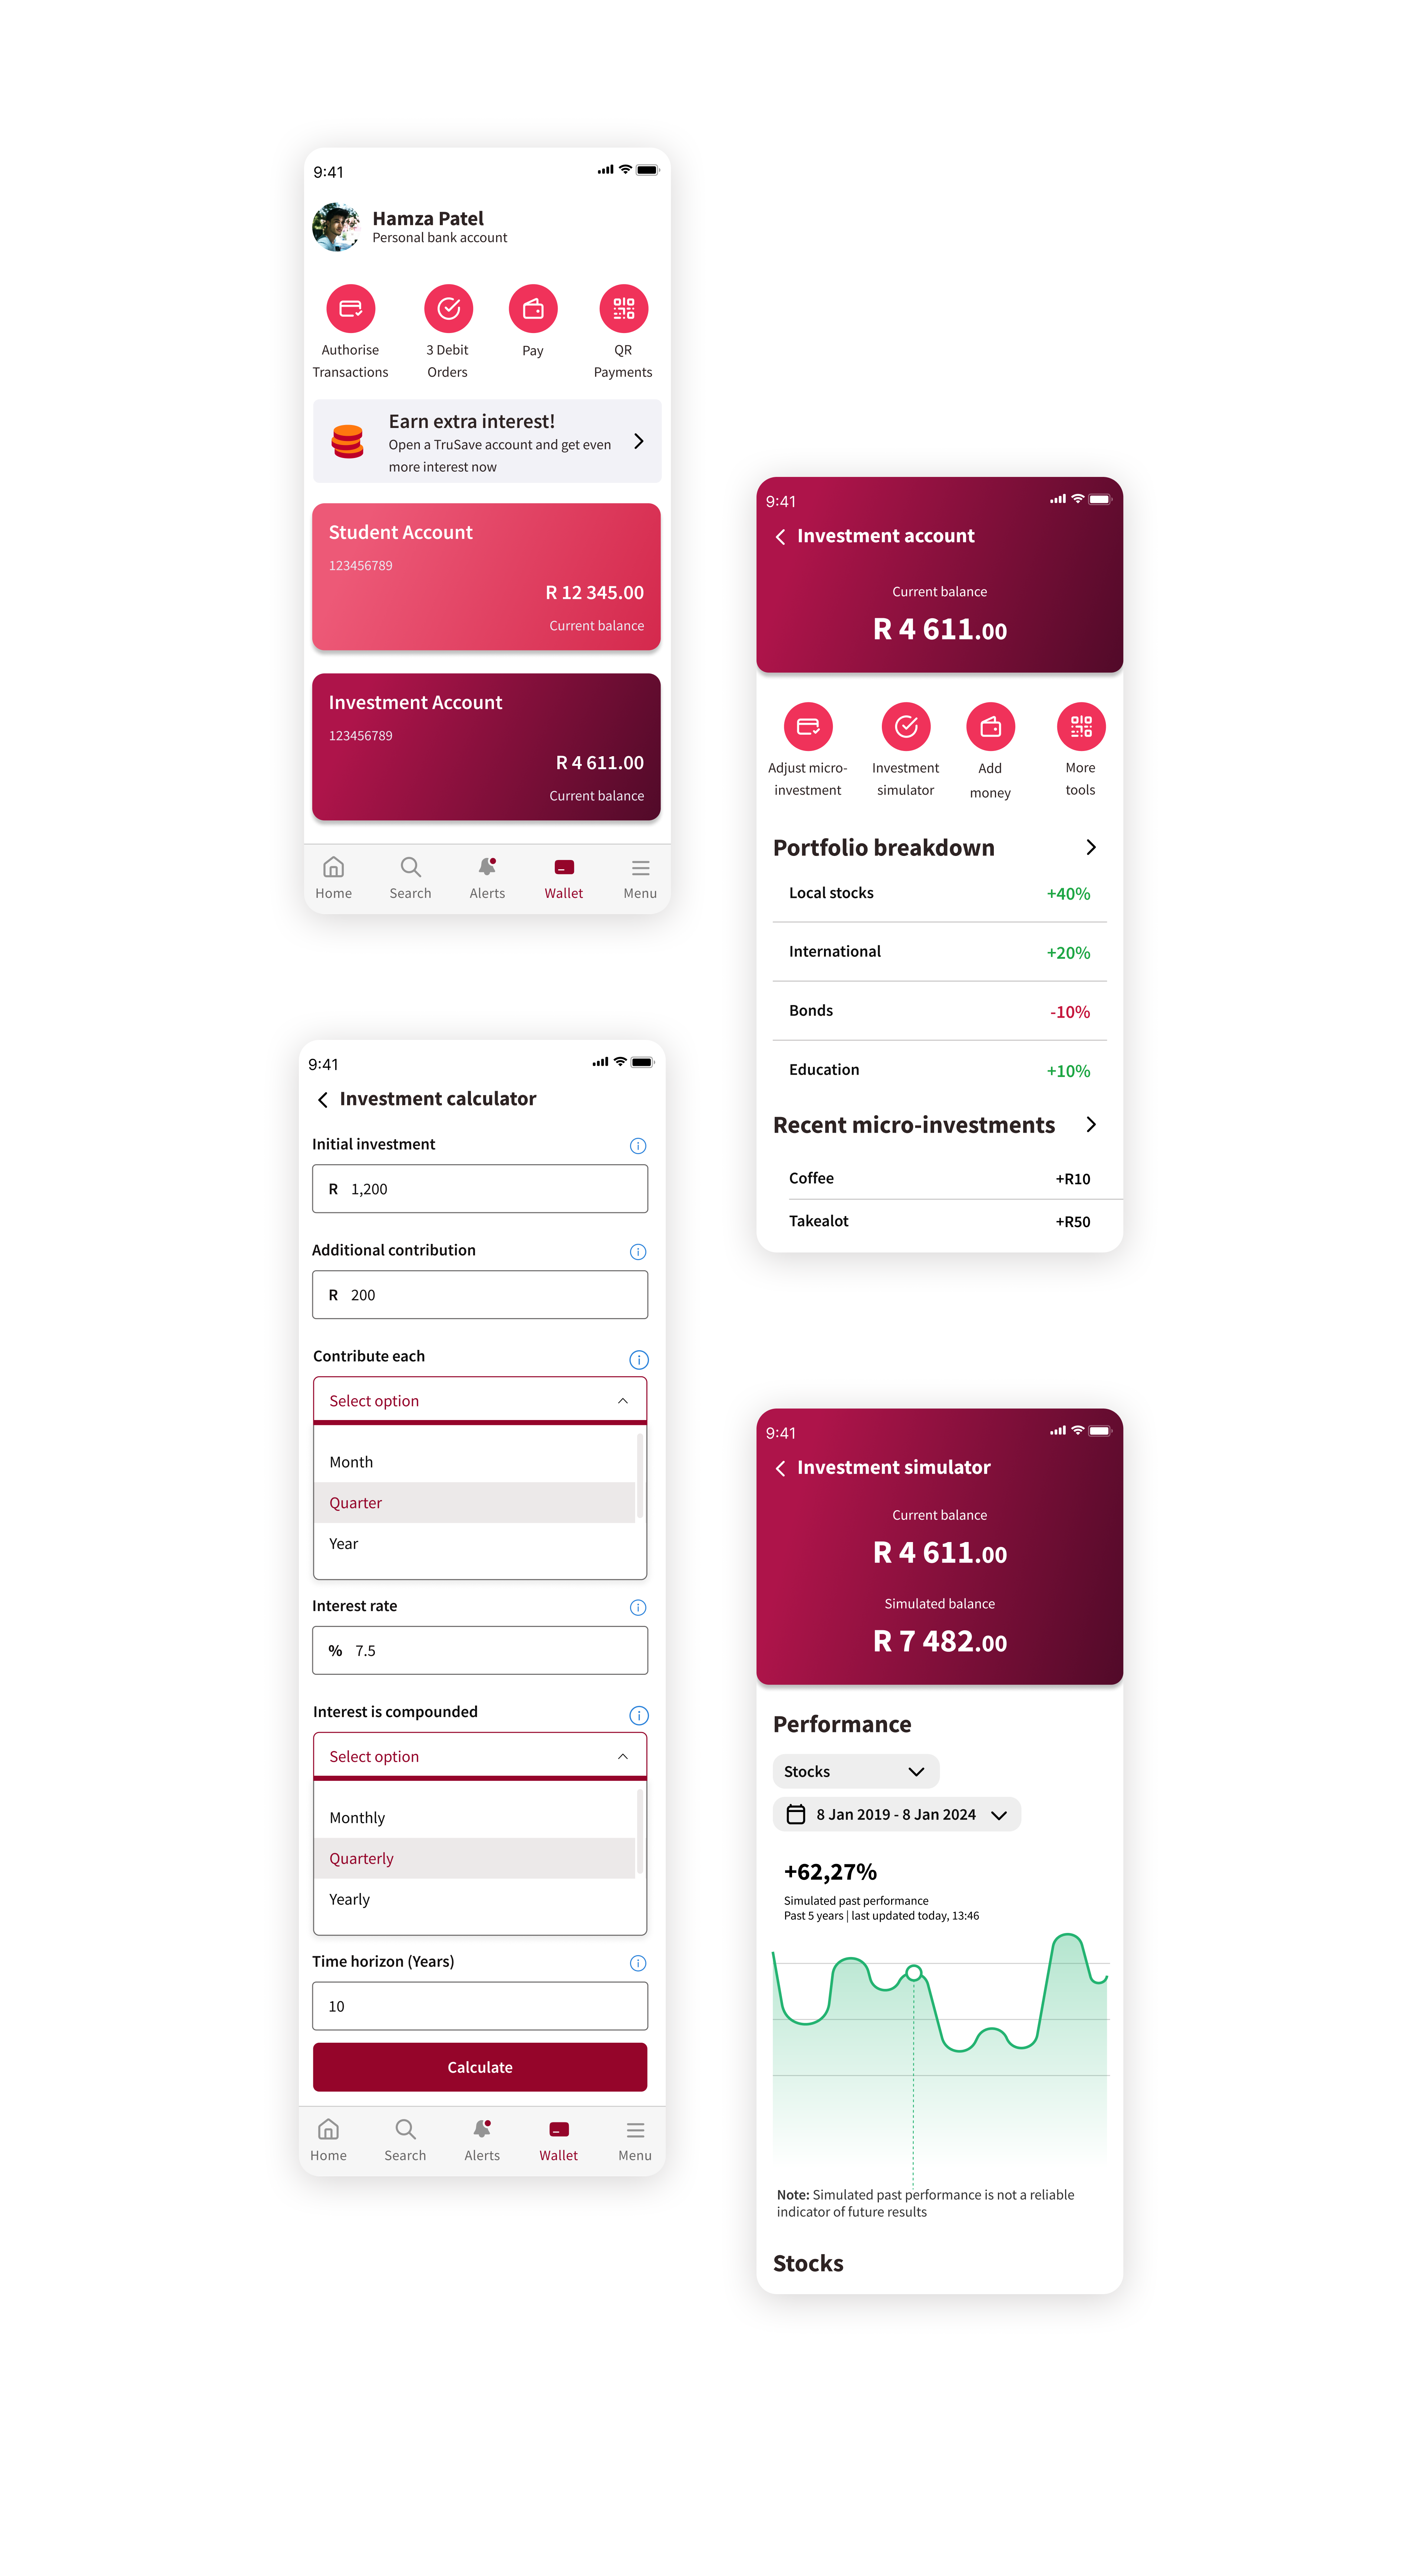 9:41
Hamza Patel
Personal bank account
Authorise
Transactions
3 Debit
Orders
Pay
QR
Payments
Earn extra interest!
Open a TruSave account and get even
more interest now
Student Account
123456789
R 12 345.00
Current balance
Investment Account
123456789
R 4 611.00
Current balance
Home
Search
Alerts
Wallet
Menu
9:41
Investment account
Current balance
R 4 611.00
Adjust micro-
investment
Investment
simulator
Add
money
More
tools
Portfolio breakdown
Local stocks +40%
International +20%
Bonds -10%
Education +10%
Recent micro-investments
Coffee +R10
Takealot +R50
9:41
Investment calculator
Initial investment
R 1,200
Additional contribution
R 200
Contribute each
Select option
Month
Quarter
Year
Interest rate
% 7.5
Interest is compounded
Select option
Monthly
Quarterly
Yearly
Time horizon (Years)
10
Calculate
Home
Search
Alerts
Wallet
Menu
9:41
Investment simulator
Current balance
R 4 611.00
Simulated balance
R 7 482.00
Performance
Stocks
8 Jan 2019 - 8 Jan 2024
+62,27%
Simulated past performance
Past 5 years | last updated today, 13:46
Note: Simulated past performance is not a reliable
indicator of future results
Stocks